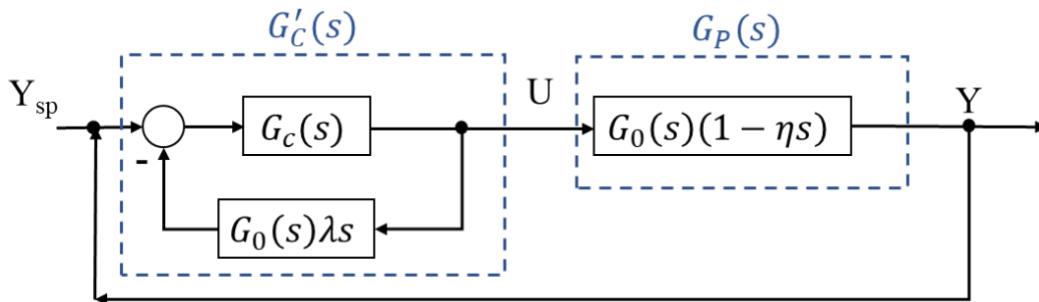 G′_C(s)
G_P(s)
Y_sp
U
Y
G_c(s)
G_0(s)(1 − ηs)
-
G_0(s)λs